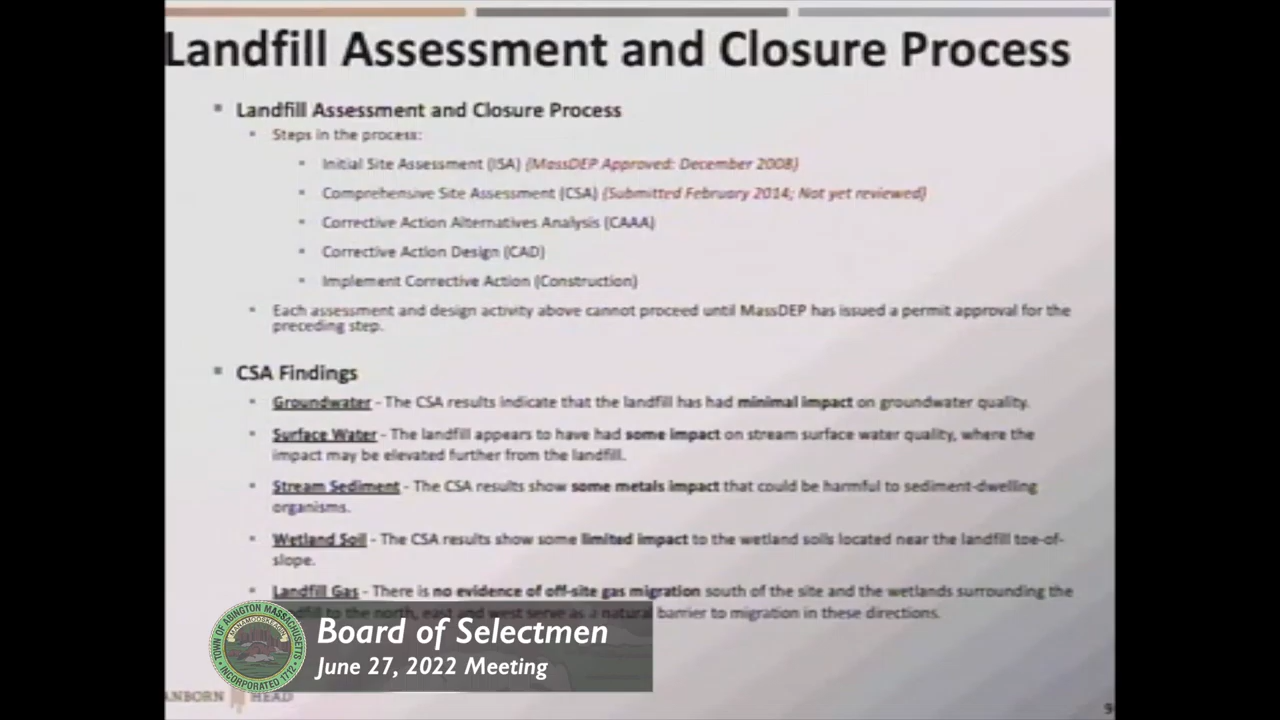 Landfill Assessment and Closure Process
Landfill Assessment and Closure Process
Steps in the process:
Initial Site Assessment (ISA) (MassDEP Approved: December 2008)
Comprehensive Site Assessment (CSA) (Submitted February 2014; Not yet reviewed)
Corrective Action Alternatives Analysis (CAAA)
Corrective Action Design (CAD)
Implement Corrective Action (Construction)
Each assessment and design activity above cannot proceed until MassDEP has issued a permit approval for the
preceding step.
CSA Findings
Groundwater - The CSA results indicate that the landfill has had minimal impact on groundwater quality.
Surface Water - The landfill appears to have had some impact on stream surface water quality, where the
impact may be elevated further from the landfill.
Stream Sediment - The CSA results show some metals impact that could be harmful to sediment-dwelling
organisms.
Wetland Soil - The CSA results show some limited impact to the wetland soils located near the landfill toe-of-
slope.
Landfill Gas - There is no evidence of off-site gas migration south of the site and the wetlands surrounding the
landfill to the north, east and west serve as a natural barrier to migration in these directions.
TOWN OF ABINGTON MASSACHUSETTS
MANAMOOSKEAGIN
INCORPORATED 1712
Board of Selectmen
June 27, 2022 Meeting
ANBORN HEAD
9